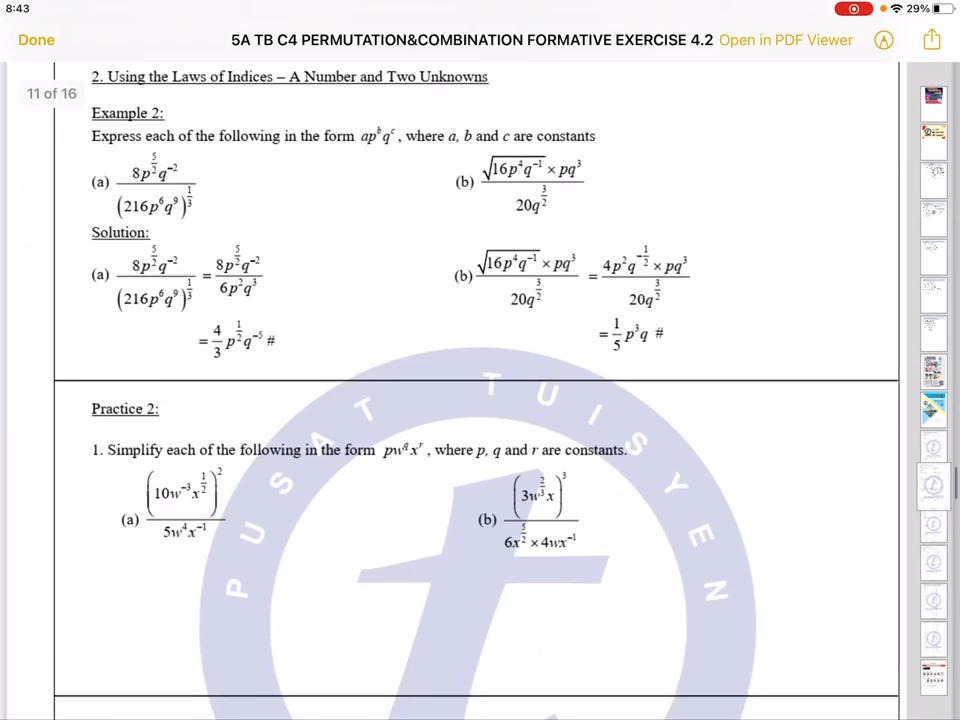 8:43
29%
Done
5A TB C4 PERMUTATION&COMBINATION FORMATIVE EXERCISE 4.2
Open in PDF Viewer
11 of 16
2. Using the Laws of Indices – A Number and Two Unknowns
Example 2:
Express each of the following in the form ap^b q^c, where a, b and c are constants
(a) 8p^(5/2) q^(-2) / (216p^6 q^9)^(1/3)
(b) √(16p^4 q^(-1)) × pq^3 / 20q^(3/2)
Solution:
(a) 8p^(5/2) q^(-2) / (216p^6 q^9)^(1/3) = 8p^(5/2) q^(-2) / 6p^2 q^3
= 4/3 p^(1/2) q^(-5) #
(b) √(16p^4 q^(-1)) × pq^3 / 20q^(3/2) = 4p^2 q^(-1/2) × pq^3 / 20q^(3/2)
= 1/5 p^3 q #
Practice 2:
1. Simplify each of the following in the form pw^q x^r, where p, q and r are constants.
(a) (10w^(-3) x^(1/2))^2 / 5w^4 x^(-1)
(b) (3w^(2/3) x)^3 / 6x^(5/2) × 4wx^(-1)
PUSAT TUISYEN
t